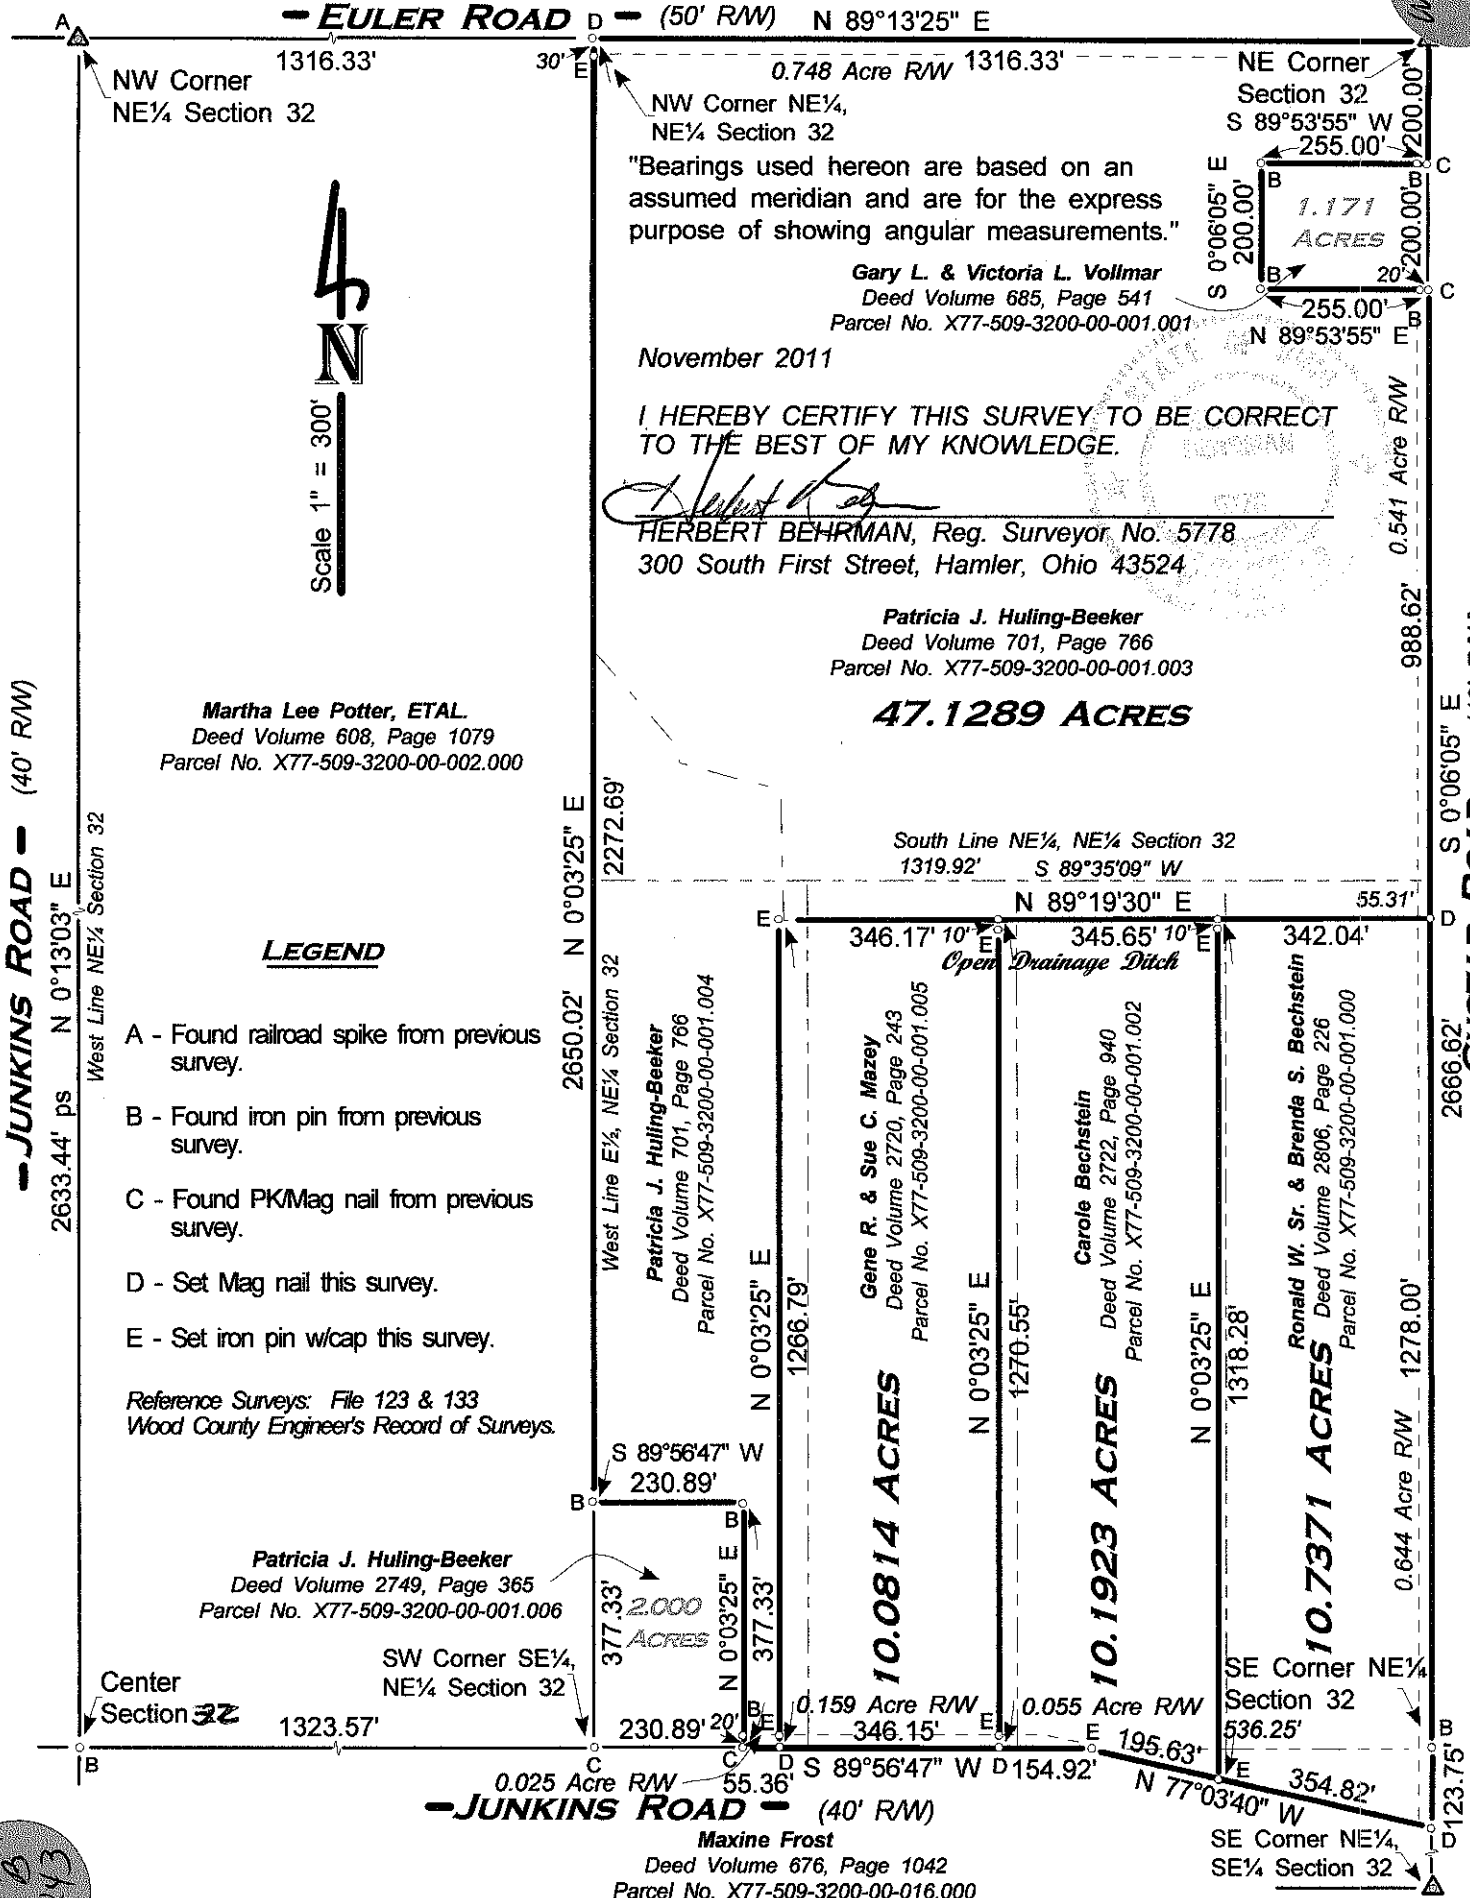 A
EULER ROAD
D
(50' R/W)
N 89°13'25" E
1316.33'
30'
E
0.748 Acre R/W
1316.33'
NW Corner
NE¼ Section 32
NW Corner NE¼,
NE¼ Section 32
NE Corner
Section 32
200.00'
S 89°53'55" W
255.00'
C
B
B
S 0°06'05" E
200.00'
1.171
ACRES
200.00'
B
20'
C
255.00'
B
N 89°53'55" E
"Bearings used hereon are based on an
assumed meridian and are for the express
purpose of showing angular measurements."
Gary L. & Victoria L. Vollmar
Deed Volume 685, Page 541
Parcel No. X77-509-3200-00-001.001
November 2011
I HEREBY CERTIFY THIS SURVEY TO BE CORRECT
TO THE BEST OF MY KNOWLEDGE.
HERBERT BEHRMAN, Reg. Surveyor No. 5778
300 South First Street, Hamler, Ohio 43524
N
Scale 1" = 300'
0.541 Acre R/W
988.62'
Patricia J. Huling-Beeker
Deed Volume 701, Page 766
Parcel No. X77-509-3200-00-001.003
47.1289 ACRES
Martha Lee Potter, ETAL.
Deed Volume 608, Page 1079
Parcel No. X77-509-3200-00-002.000
JUNKINS ROAD
(40' R/W)
2633.44' ps
N 0°13'03" E
West Line NE¼ Section 32
N 0°03'25" E
2272.69'
2650.02'
West Line E½, NE¼ Section 32
South Line NE¼, NE¼ Section 32
1319.92'
S 89°35'09" W
S 0°06'05" E
2666.62'
E
N 89°19'30" E
55.31'
D
346.17'
10'
E
345.65'
10'
E
342.04'
Open Drainage Ditch
LEGEND
A - Found railroad spike from previous
survey.
B - Found iron pin from previous
survey.
C - Found PK/Mag nail from previous
survey.
D - Set Mag nail this survey.
E - Set iron pin w/cap this survey.
Reference Surveys: File 123 & 133
Wood County Engineer's Record of Surveys.
Patricia J. Huling-Beeker
Deed Volume 701, Page 766
Parcel No. X77-509-3200-00-001.004
N 0°03'25" E
1266.79'
Gene R. & Sue C. Mazey
Deed Volume 2720, Page 243
Parcel No. X77-509-3200-00-001.005
10.0814 ACRES
N 0°03'25" E
1270.55'
Carole Bechstein
Deed Volume 2722, Page 940
Parcel No. X77-509-3200-00-001.002
10.1923 ACRES
N 0°03'25" E
1318.28'
Ronald W. Sr. & Brenda S. Bechstein
Deed Volume 2806, Page 226
Parcel No. X77-509-3200-00-001.000
10.7371 ACRES
1278.00'
0.644 Acre R/W
S 89°56'47" W
230.89'
B
B
Patricia J. Huling-Beeker
Deed Volume 2749, Page 365
Parcel No. X77-509-3200-00-001.006
377.33'
2.000
ACRES
N 0°03'25" E
377.33'
SW Corner SE¼,
NE¼ Section 32
Center
Section 32
B
1323.57'
C
230.89'
20'
B
E
C
D
0.159 Acre R/W
346.15'
E
0.055 Acre R/W
E
SE Corner NE¼
Section 32
536.25'
B
0.025 Acre R/W
55.36'
S 89°56'47" W
D
154.92'
195.63'
E
354.82'
N 77°03'40" W
123.75'
D
JUNKINS ROAD
(40' R/W)
Maxine Frost
Deed Volume 676, Page 1042
Parcel No. X77-509-3200-00-016.000
SE Corner NE¼,
SE¼ Section 32